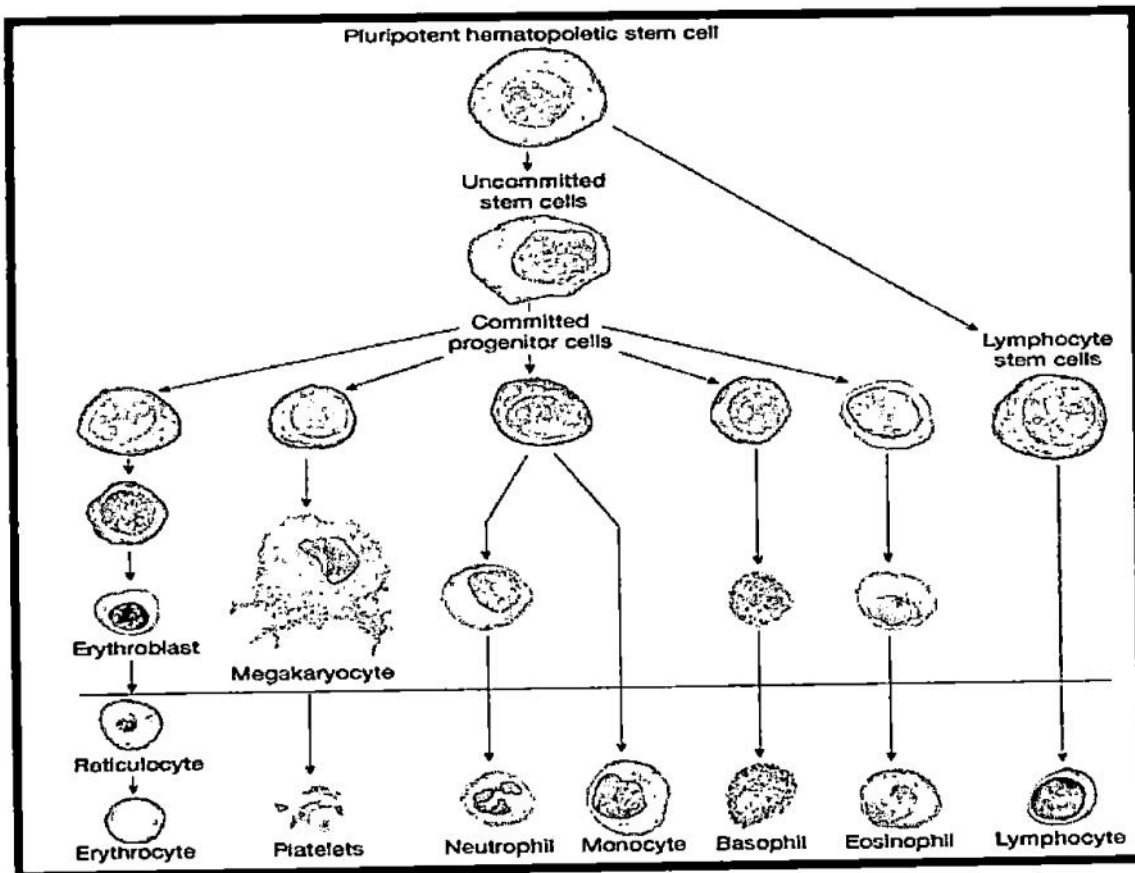 Pluripotent hematopoietic stem cell
Uncommitted
stem cells
Committed
progenitor cells
Lymphocyte
stem cells
Erythroblast
Megakaryocyte
Reticulocyte
Erythrocyte
Platelets
Neutrophil
Monocyte
Basophil
Eosinophil
Lymphocyte